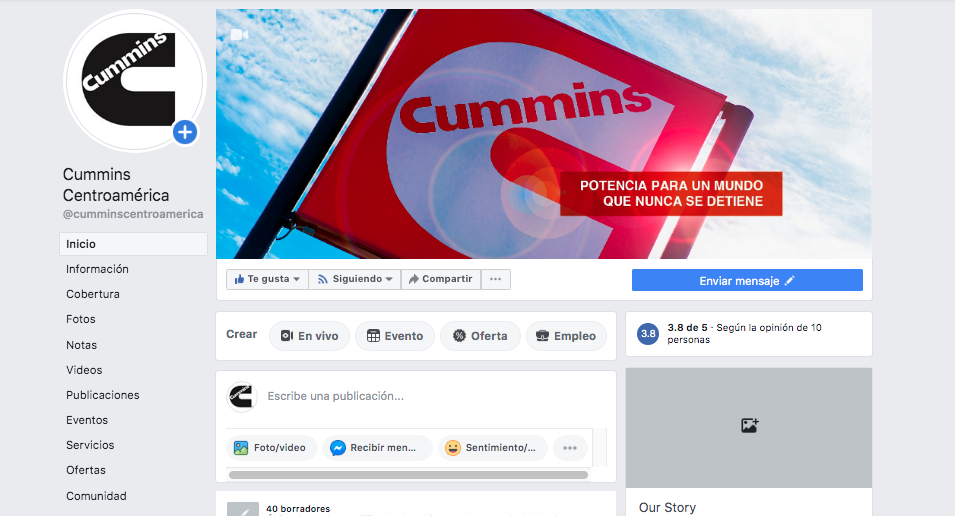 Cummins
Cummins
Centroamérica
@cumminscentroamerica
Inicio
Información
Cobertura
Fotos
Notas
Videos
Publicaciones
Eventos
Servicios
Ofertas
Comunidad
Cummins
POTENCIA PARA UN MUNDO
QUE NUNCA SE DETIENE
Te gusta Siguiendo Compartir ...
Enviar mensaje
Crear En vivo Evento Oferta Empleo
Cummins
Escribe una publicación...
Foto/video Recibir men... Sentimiento/... ...
40 borradores
3.8
3.8 de 5 · Según la opinión de 10
personas
Our Story